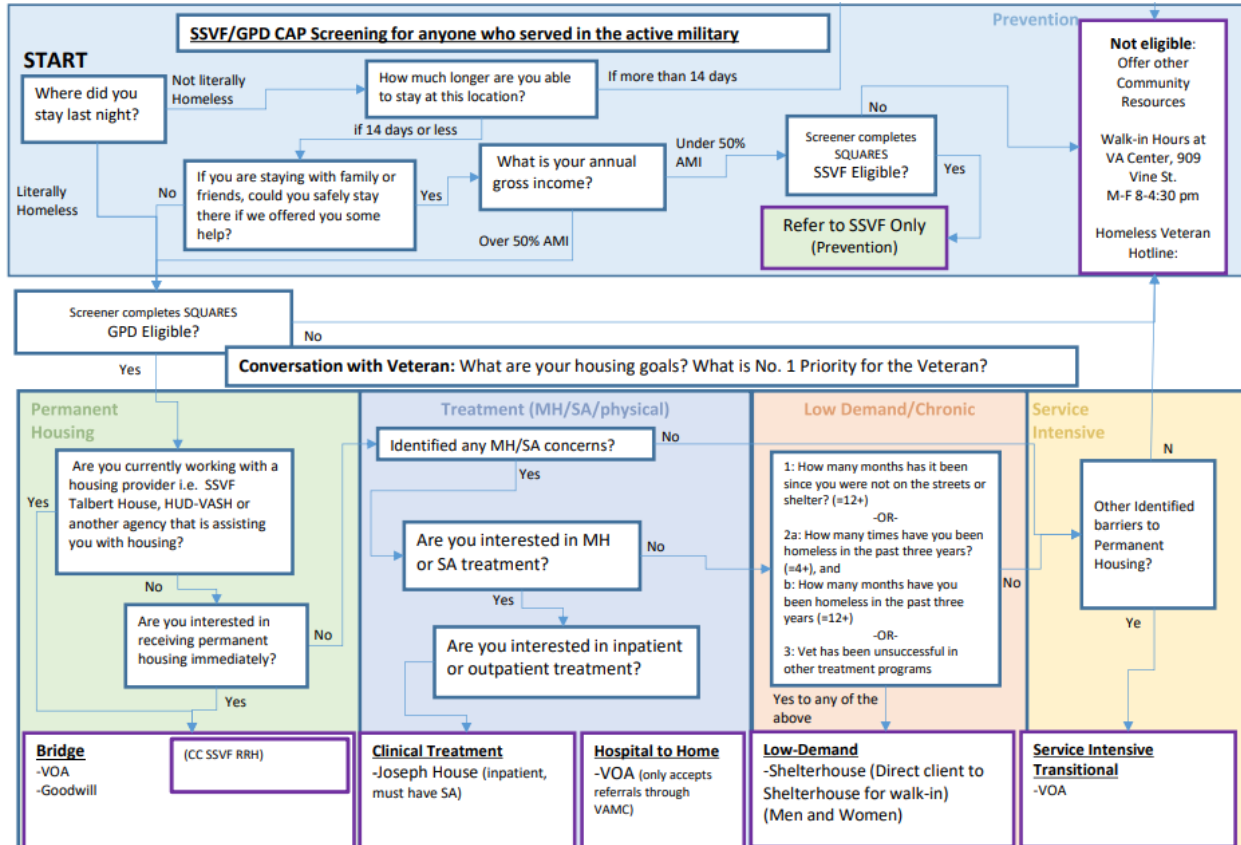 SSVF/GPD CAP Screening for anyone who served in the active military
Prevention
START
Where did you
stay last night?
Not literally
Homeless
How much longer are you able
to stay at this location?
If more than 14 days
if 14 days or less
Literally
Homeless
If you are staying with family or
friends, could you safely stay
there if we offered you some
help?
No
Yes
What is your annual
gross income?
Under 50%
AMI
Over 50% AMI
Screener completes
SQUARES
SSVF Eligible?
No
Yes
Refer to SSVF Only
(Prevention)
Not eligible:
Offer other
Community
Resources
Walk-in Hours at
VA Center, 909
Vine St.
M-F 8-4:30 pm
Homeless Veteran
Hotline:
Screener completes SQUARES
GPD Eligible?
No
Yes
Conversation with Veteran: What are your housing goals? What is No. 1 Priority for the Veteran?
Permanent
Housing
Are you currently working with a
housing provider i.e. SSVF
Talbert House, HUD-VASH or
another agency that is assisting
you with housing?
Yes
No
Are you interested in
receiving permanent
housing immediately?
No
Yes
Bridge
-VOA
-Goodwill
(CC SSVF RRH)
Treatment (MH/SA/physical)
Identified any MH/SA concerns?
No
Yes
Are you interested in MH
or SA treatment?
No
Yes
Are you interested in inpatient
or outpatient treatment?
Clinical Treatment
-Joseph House (inpatient,
must have SA)
Hospital to Home
-VOA (only accepts
referrals through
VAMC)
Low Demand/Chronic
1: How many months has it been
since you were not on the streets or
shelter? (=12+)
-OR-
2a: How many times have you been
homeless in the past three years?
(=4+), and
b: How many months have you
been homeless in the past three
years (=12+)
-OR-
3: Vet has been unsuccessful in
other treatment programs
No
Yes to any of the
above
Low-Demand
-Shelterhouse (Direct client to
Shelterhouse for walk-in)
(Men and Women)
Service
Intensive
N
Other Identified
barriers to
Permanent
Housing?
Ye
Service Intensive
Transitional
-VOA